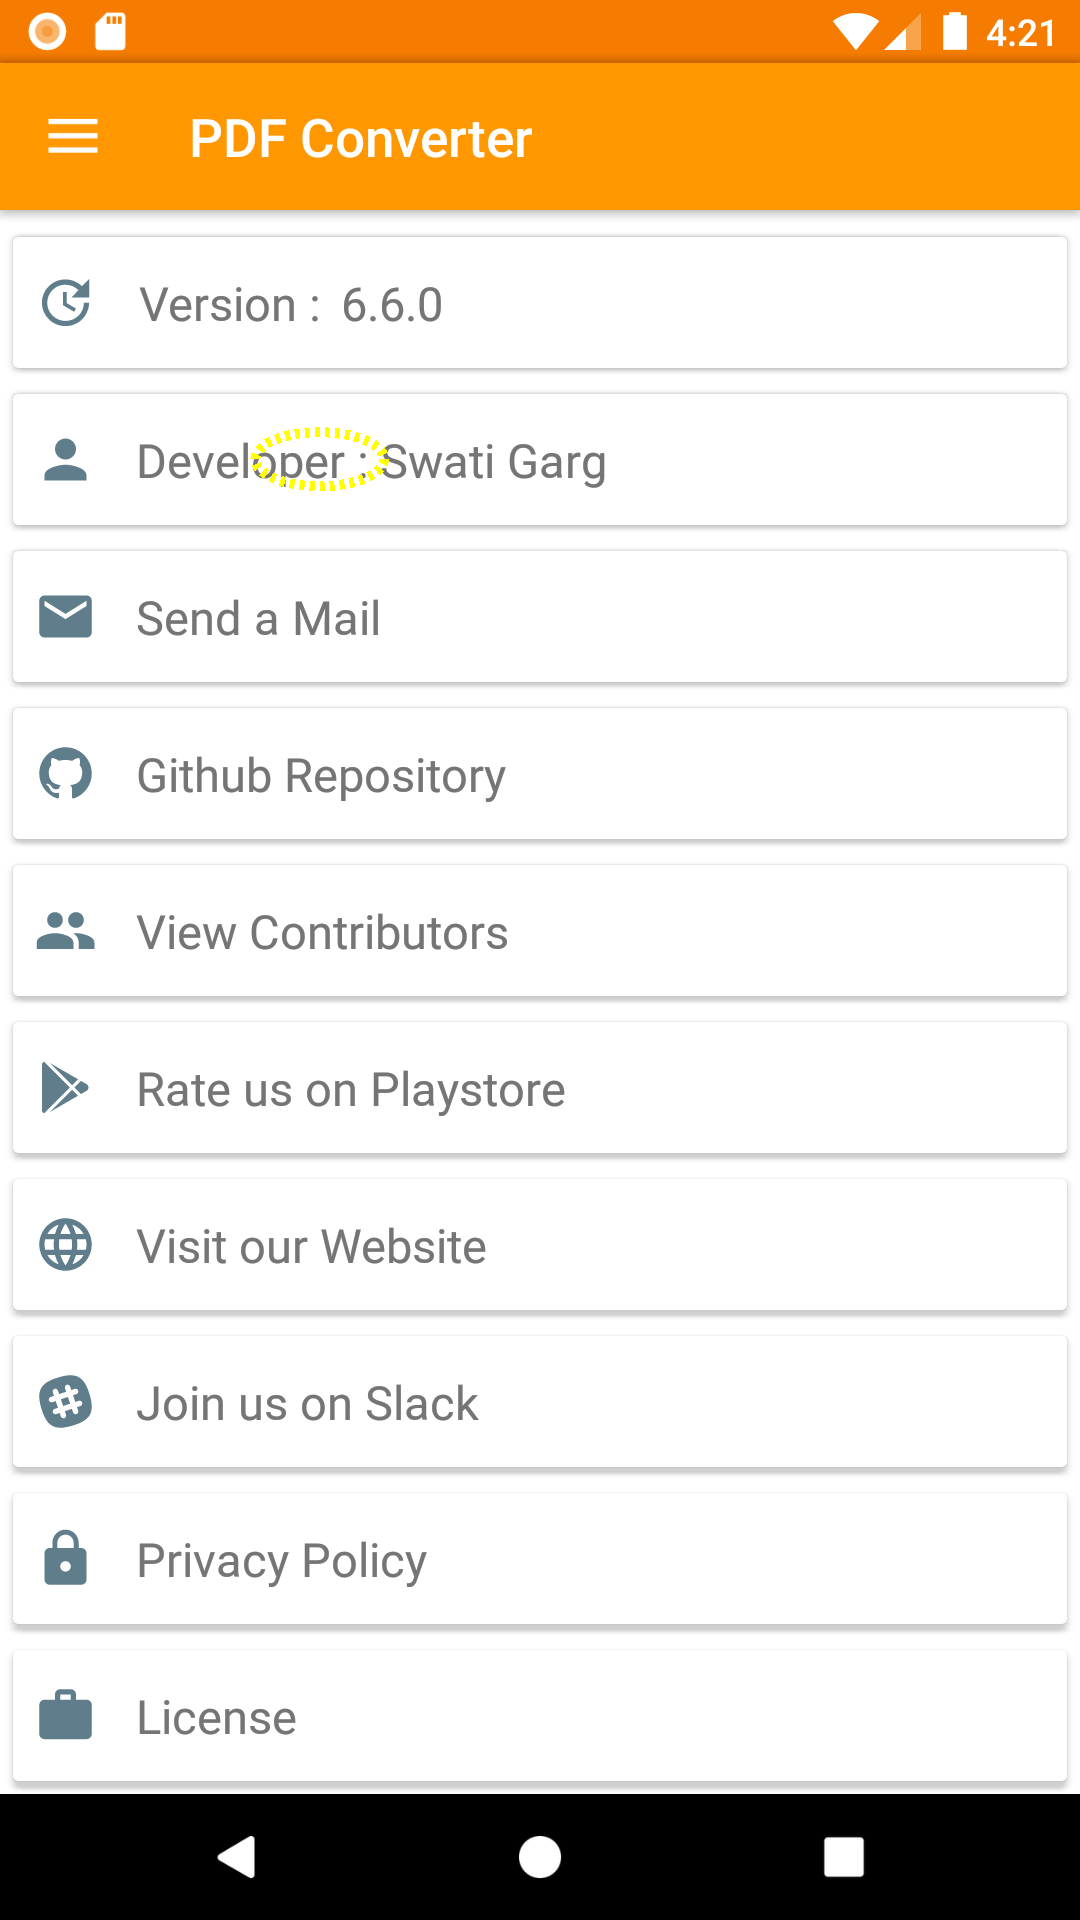 4:21
PDF Converter
Version : 6.6.0
Developer : Swati Garg
Send a Mail
Github Repository
View Contributors
Rate us on Playstore
Visit our Website
Join us on Slack
Privacy Policy
License